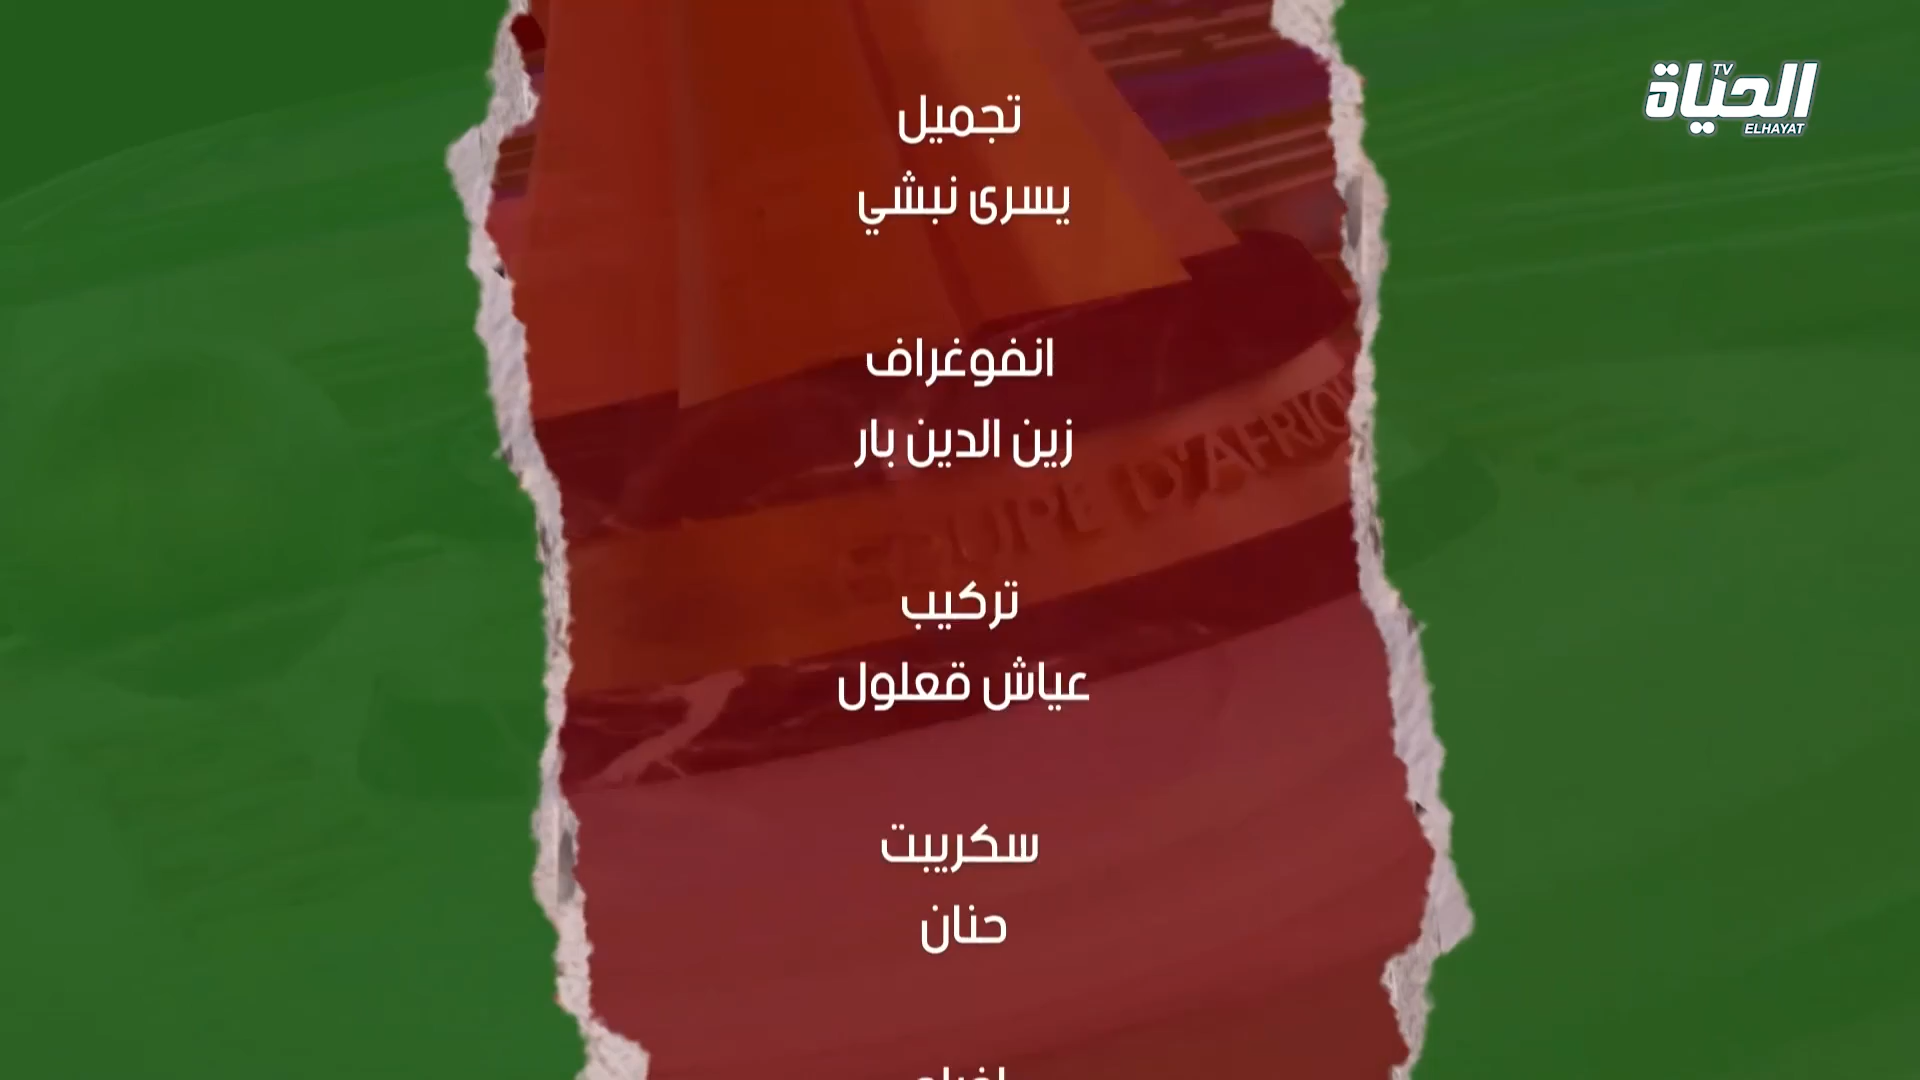 الحياة
TV
ELHAYAT
تجميل
يسرى نبشي
انفوغراف
زين الدين بار
COUPE D'AFRIQ
تركيب
عياش قعلول
سكريبت
حنان